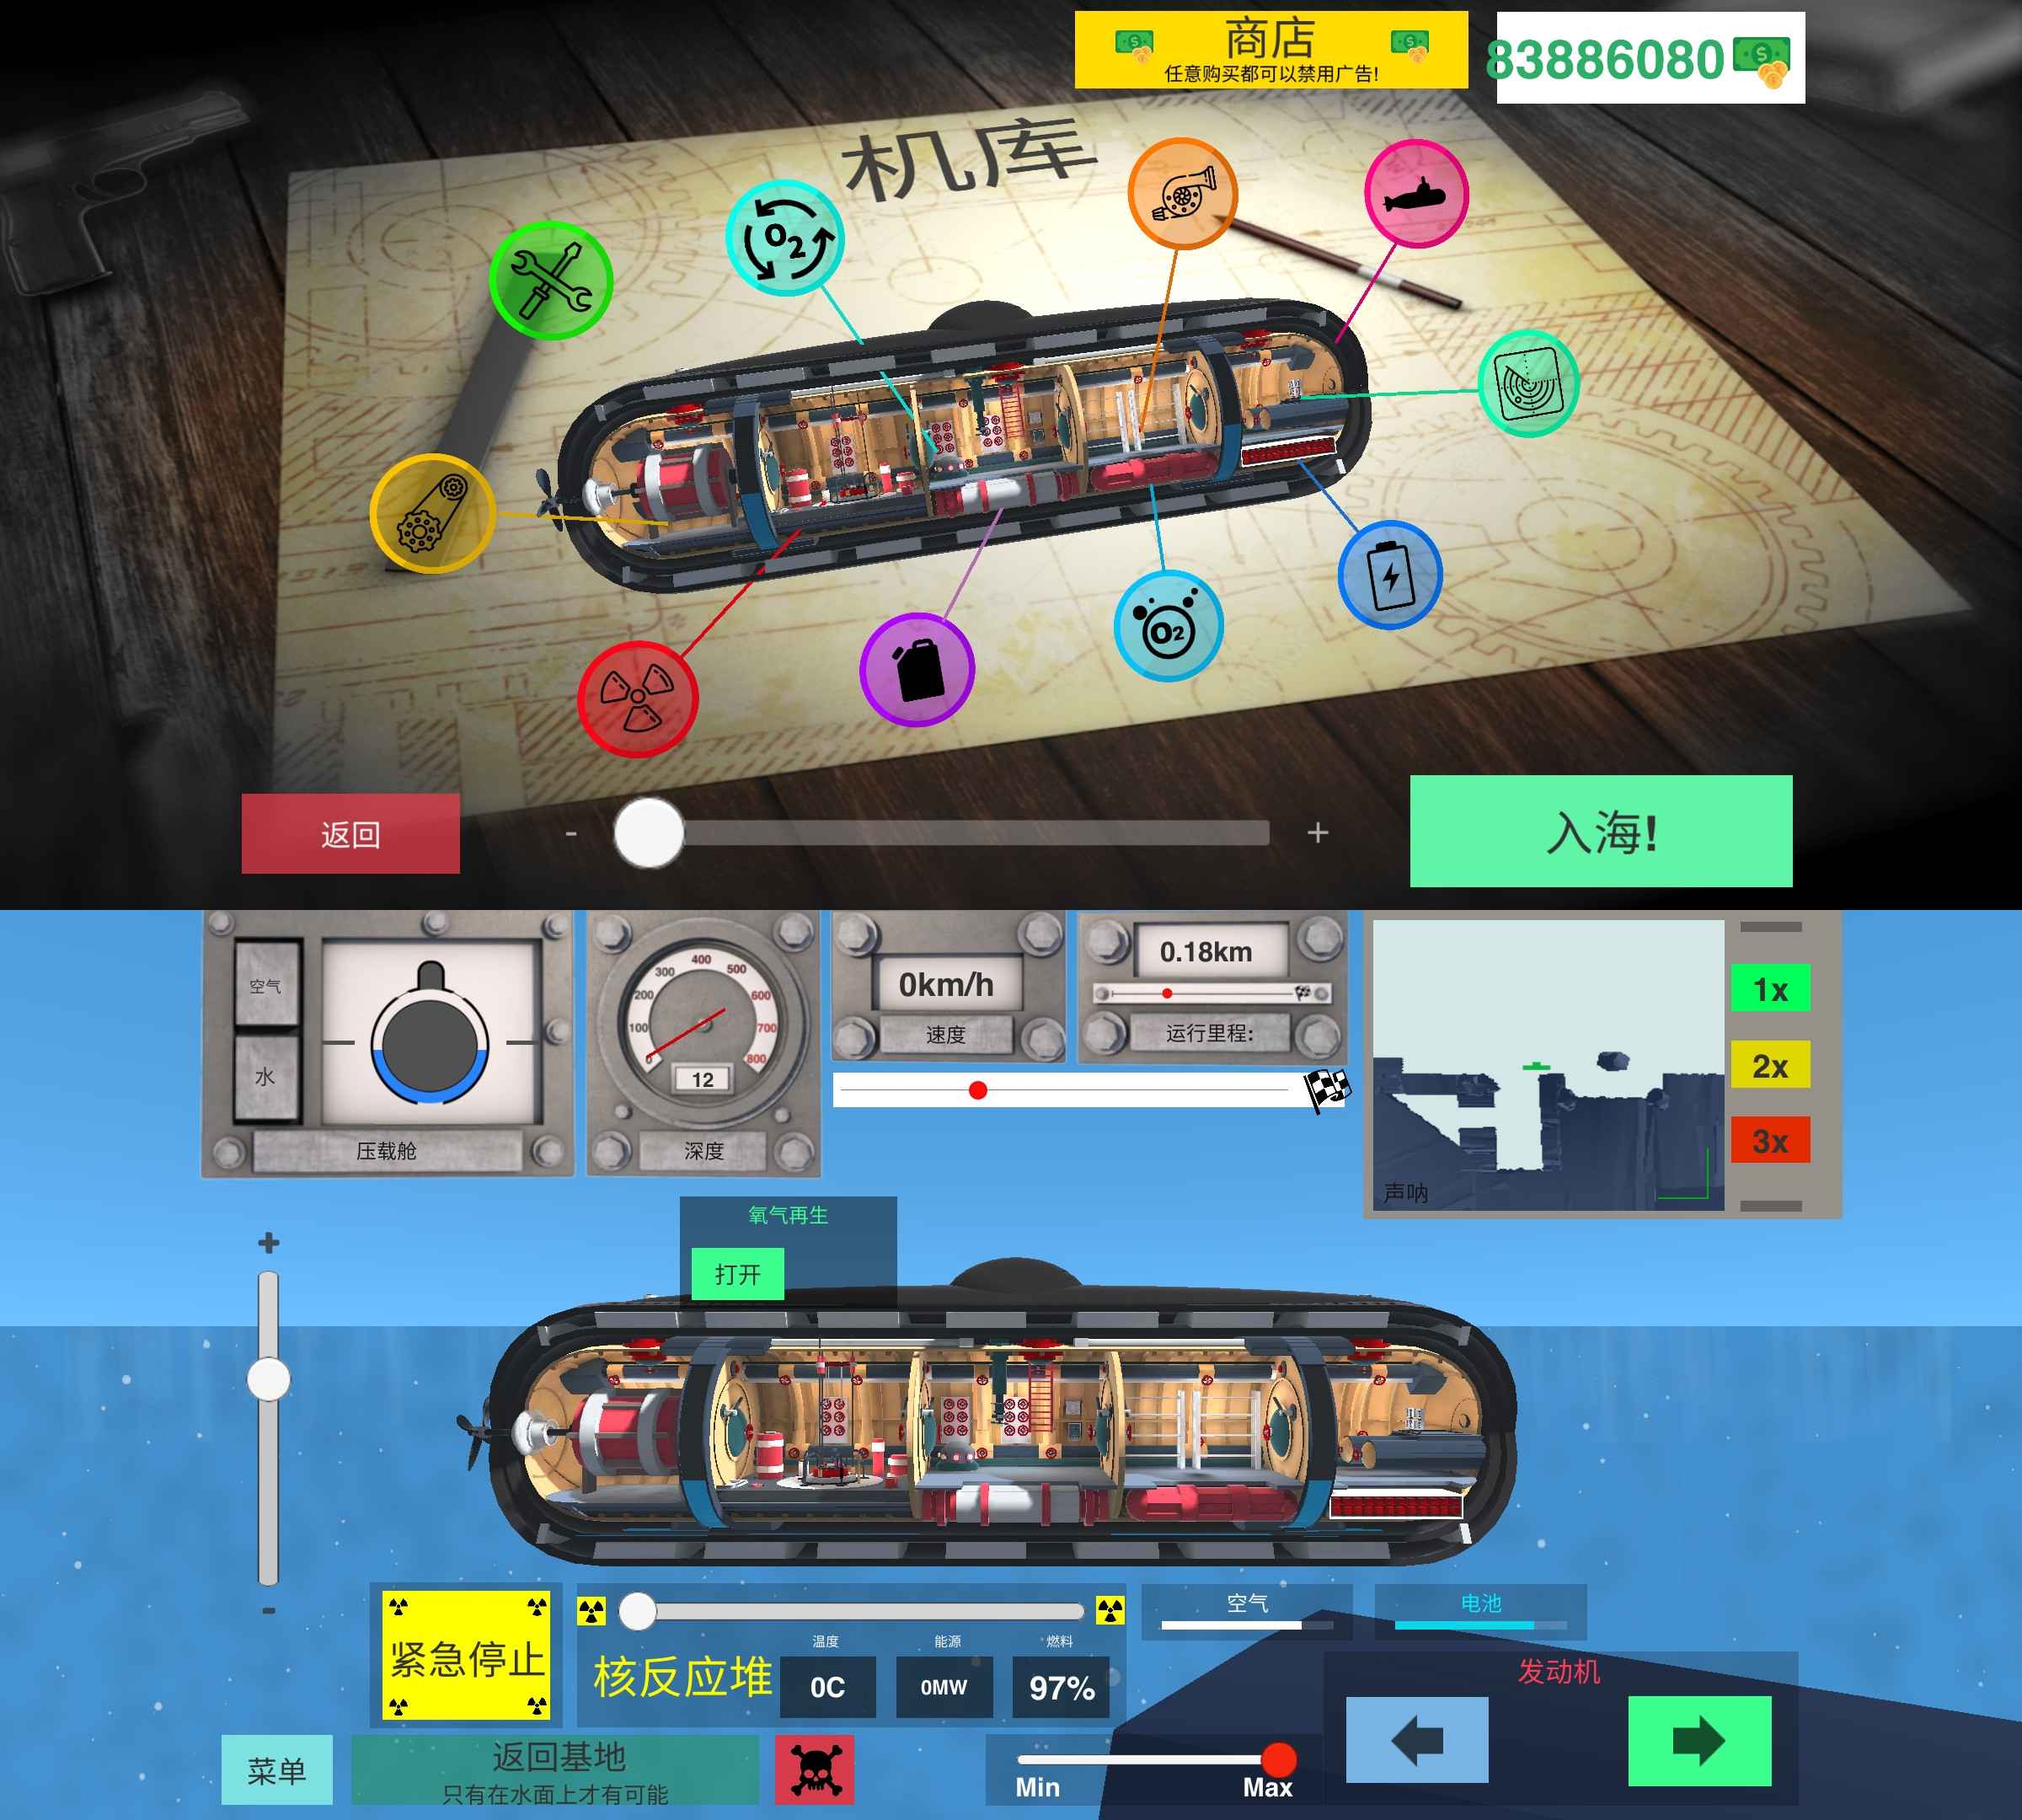 商店
任意购买都可以禁用广告!
83886080
机库
O2
O2
返回
-
+
入海!
空气
水
压载舱
0
100
200
300
400
500
600
700
800
12
深度
0km/h
速度
0.18km
运行里程:
声呐
1x
2x
3x
氧气再生
打开
+
-
紧急停止
核反应堆
温度
0C
能源
0MW
燃料
97%
空气
电池
发动机
菜单
返回基地
只有在水面上才有可能
Min
Max